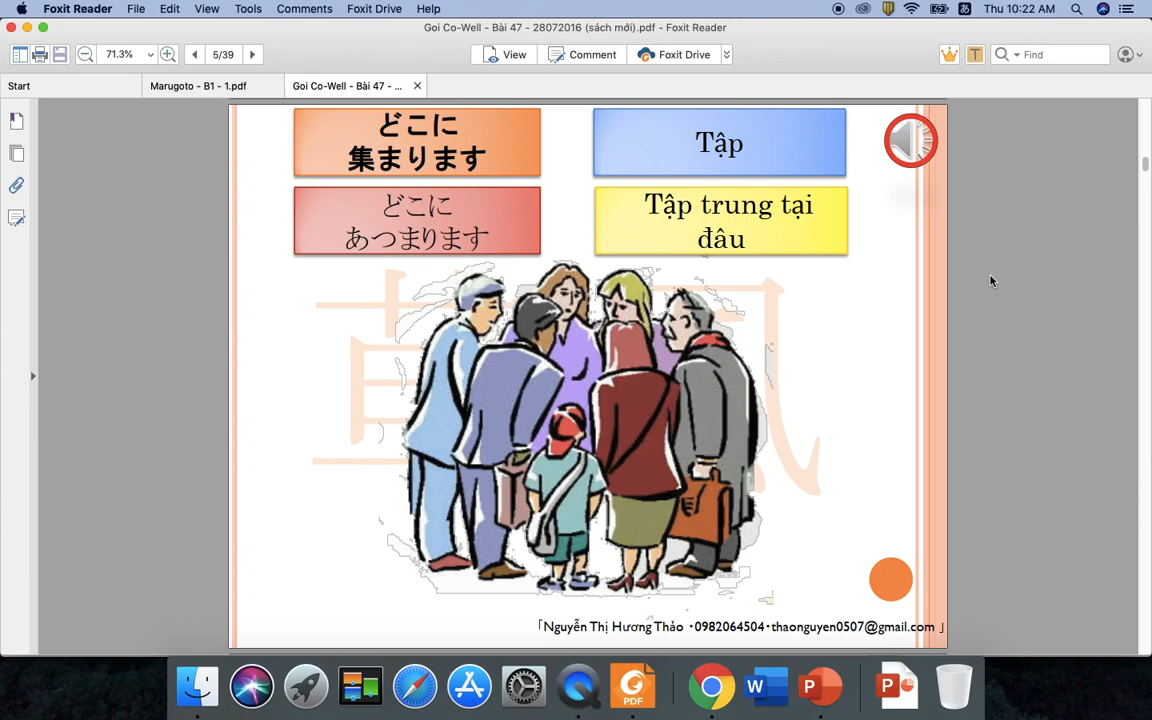 Foxit Reader File Edit View Tools Comments Foxit Drive Help Thu 10:22 AM
Goi Co-Well - Bài 47 - 28072016 (sách mới).pdf - Foxit Reader
71.3% 5/39 View Comment Foxit Drive Find
Start Marugoto - B1 - 1.pdf Goi Co-Well - Bài 47 - ...
どこに
集まります
Tập
どこに
あつまります
Tập trung tại
đâu
「Nguyễn Thị Hương Thảo ・0982064504・thaonguyen0507@gmail.com 」